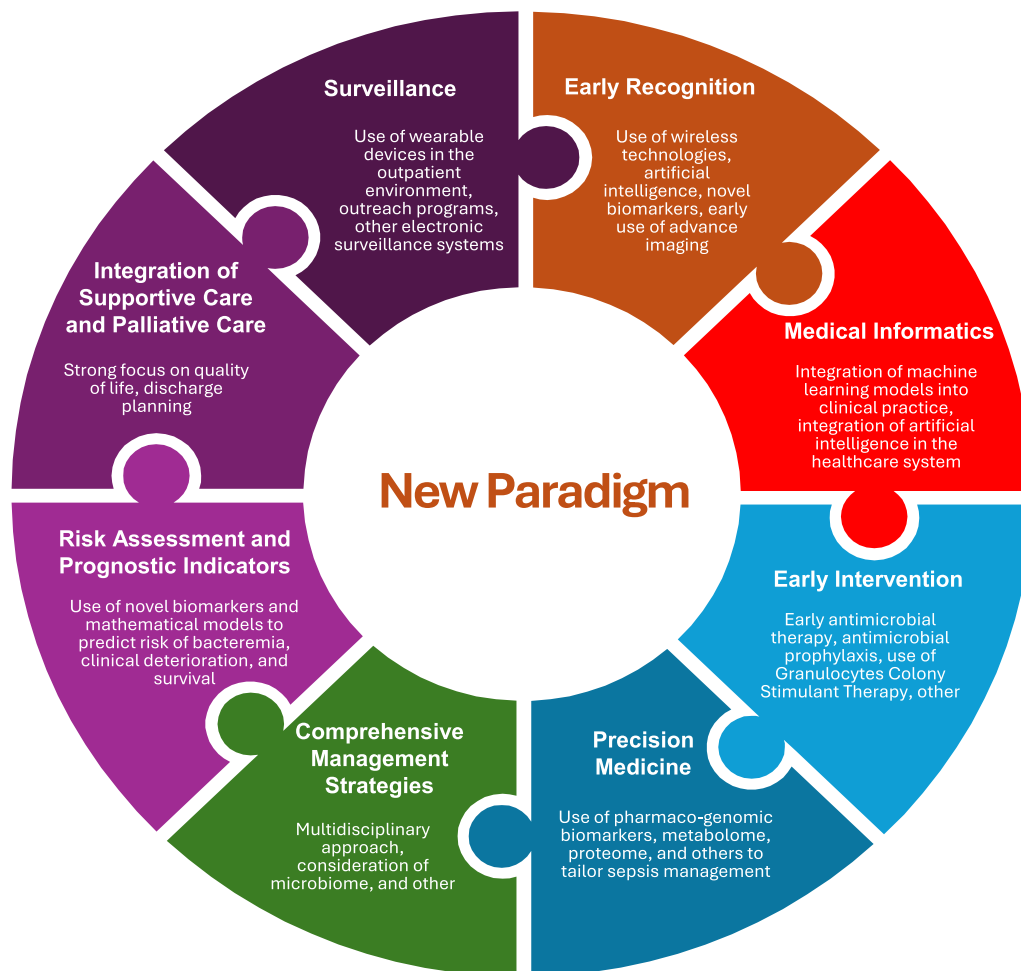 Surveillance
Use of wearable
devices in the
outpatient
environment,
outreach programs,
other electronic
surveillance systems
Early Recognition
Use of wireless
technologies,
artificial
intelligence, novel
biomarkers, early
use of advance
imaging
Medical Informatics
Integration of machine
learning models into
clinical practice,
integration of artificial
intelligence in the
healthcare system
Early Intervention
Early antimicrobial
therapy, antimicrobial
prophylaxis, use of
Granulocytes Colony
Stimulant Therapy, other
Precision
Medicine
Use of pharmaco-genomic
biomarkers, metabolome,
proteome, and others to
tailor sepsis management
Comprehensive
Management
Strategies
Multidisciplinary
approach,
consideration of
microbiome, and other
Risk Assessment and
Prognostic Indicators
Use of novel biomarkers and
mathematical models to
predict risk of bacteremia,
clinical deterioration, and
survival
Integration of
Supportive Care
and Palliative Care
Strong focus on quality
of life, discharge
planning
New Paradigm